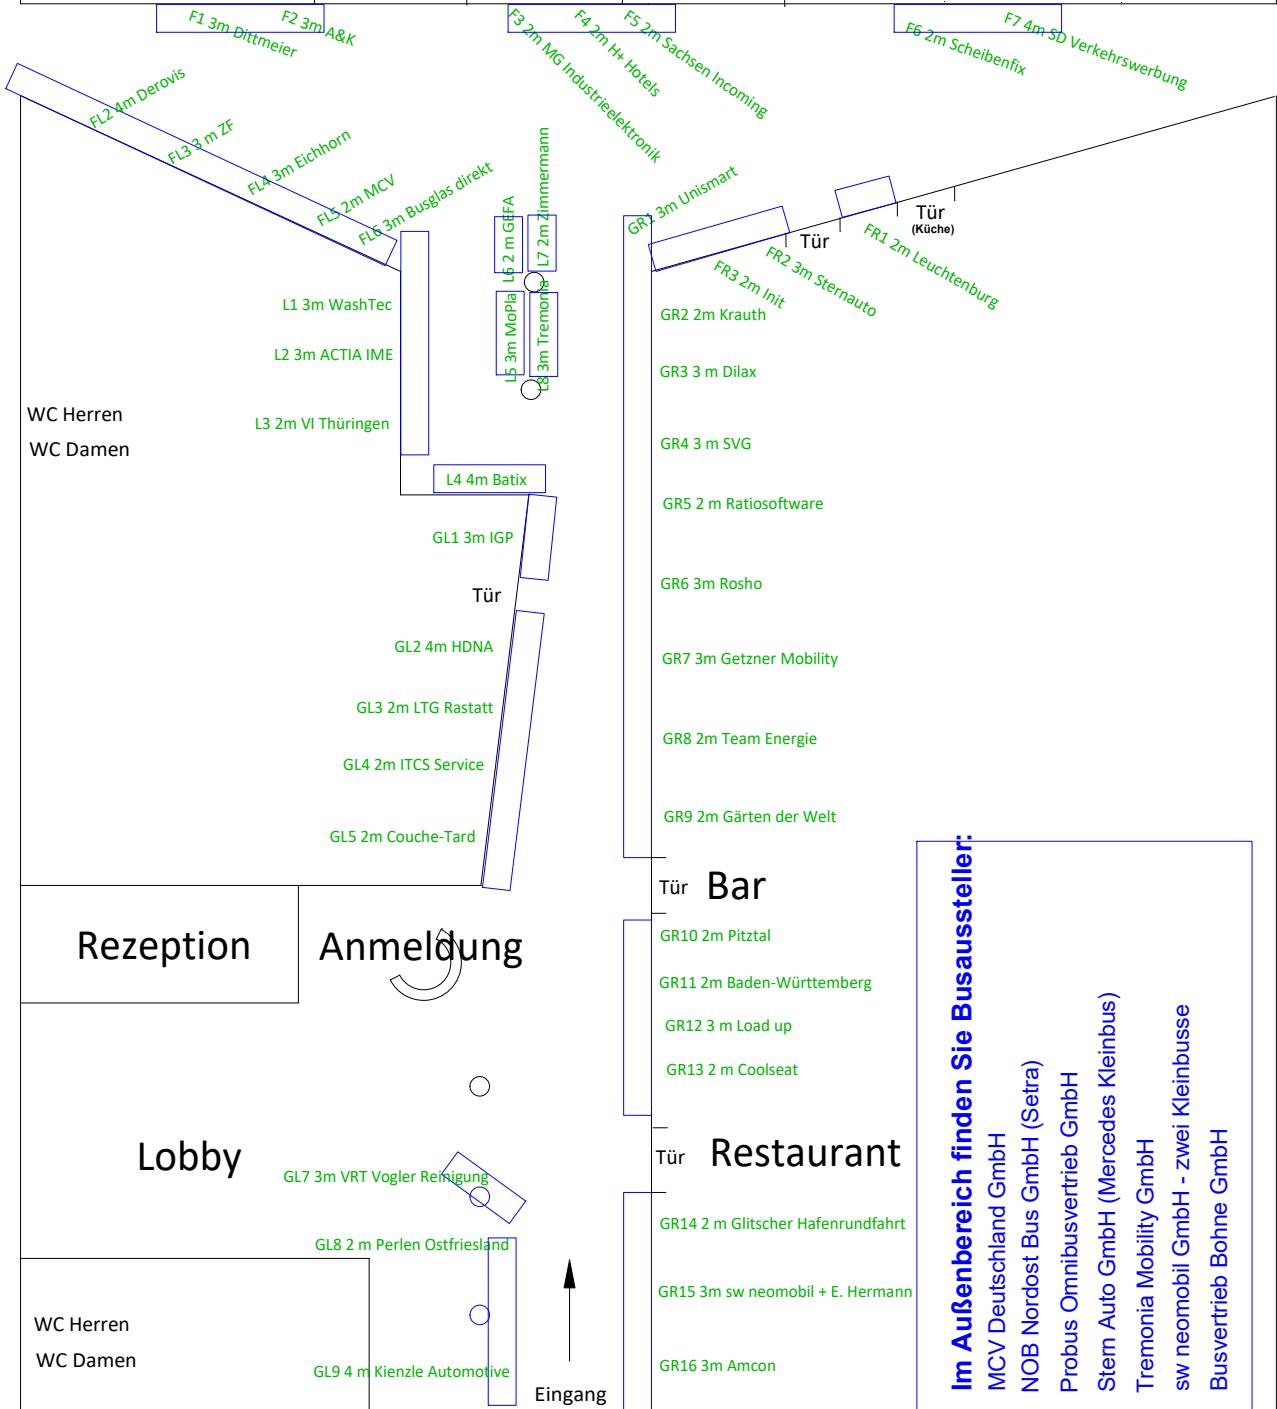 F1 3m Dittmeier
F2 3m A&K
F3 2m MG Industrieelektronik
F4 2m H+ Hotels
F5 2m Sachsen Incoming
F6 2m Scheibenfix
F7 4m SD Verkehrswerbung
FL2 4m Derovis
FL3 3 m ZF
FL4 3m Eichhorn
FL5 2m MCV
FL6 3m Busglas direkt
L6 2 m GEFA
L7 2m Zimmermann
L5 3m MoPla
L8 3m Tremonia
GR1 3m Unismart
Tür
Tür
(Küche)
FR1 2m Leuchtenburg
FR2 3m Sternauto
FR3 2m Init
L1 3m WashTec
L2 3m ACTIA IME
L3 2m VI Thüringen
WC Herren
WC Damen
L4 4m Batix
GL1 3m IGP
Tür
GL2 4m HDNA
GL3 2m LTG Rastatt
GL4 2m ITCS Service
GL5 2m Couche-Tard
GR2 2m Krauth
GR3 3 m Dilax
GR4 3 m SVG
GR5 2 m Ratiosoftware
GR6 3m Rosho
GR7 3m Getzner Mobility
GR8 2m Team Energie
GR9 2m Gärten der Welt
Tür
Bar
Rezeption
Anmeldung
GR10 2m Pitztal
GR11 2m Baden-Württemberg
GR12 3 m Load up
GR13 2 m Coolseat
Lobby
Tür
Restaurant
GL7 3m VRT Vogler Reinigung
GL8 2 m Perlen Ostfriesland
GL9 4 m Kienzle Automotive
WC Herren
WC Damen
Eingang
GR14 2 m Glitscher Hafenrundfahrt
GR15 3m sw neomobil + E. Hermann
GR16 3m Amcon
Im Außenbereich finden Sie Busaussteller:
MCV Deutschland GmbH
NOB Nordost Bus GmbH (Setra)
Probus Omnibusvertrieb GmbH
Stern Auto GmbH (Mercedes Kleinbus)
Tremonia Mobility GmbH
sw neomobil GmbH - zwei Kleinbusse
Busvertrieb Bohne GmbH